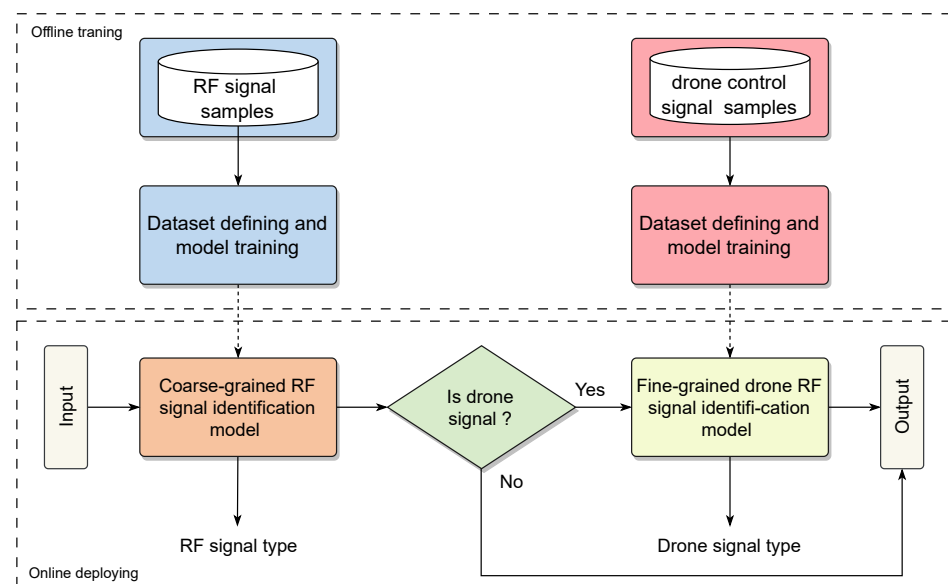 Offline traning
RF signal
samples
drone control
signal samples
Dataset defining and
model training
Dataset defining and
model training
Input
Coarse-grained RF
signal identification
model
Is drone
signal ?
Yes
No
Fine-grained drone RF
signal identifi-cation
model
Output
RF signal type
Drone signal type
Online deploying